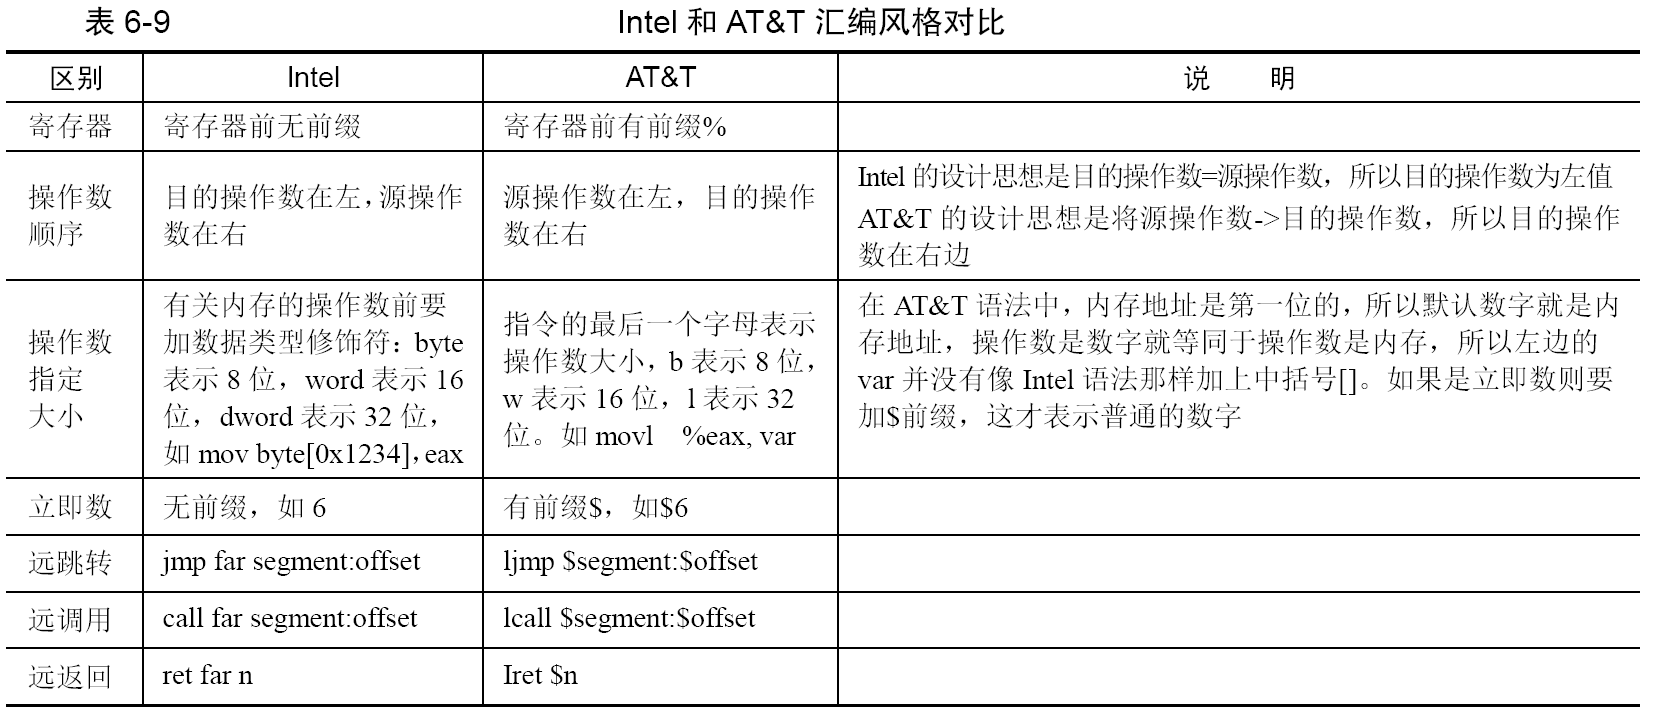 表 6-9 Intel 和 AT&T 汇编风格对比
区别 Intel AT&T 说 明
寄存器 寄存器前无前缀 寄存器前有前缀%
操作数
顺序
目的操作数在左，源操作
数在右
源操作数在左，目的操作
数在右
Intel 的设计思想是目的操作数=源操作数，所以目的操作数为左值
AT&T 的设计思想是将源操作数->目的操作数，所以目的操作
数在右边
操作数
指定
大小
有关内存的操作数前要
加数据类型修饰符：byte
表示 8 位，word 表示 16
位，dword 表示 32 位，
如 mov byte[0x1234]，eax
指令的最后一个字母表示
操作数大小，b 表示 8 位，
w 表示 16 位，l 表示 32
位。如 movl %eax, var
在 AT&T 语法中，内存地址是第一位的，所以默认数字就是内
存地址，操作数是数字就等同于操作数是内存，所以左边的
var 并没有像 Intel 语法那样加上中括号[]。如果是立即数则要
加$前缀，这才表示普通的数字
立即数 无前缀，如 6 有前缀$，如$6
远跳转 jmp far segment:offset ljmp $segment:$offset
远调用 call far segment:offset lcall $segment:$offset
远返回 ret far n Iret $n